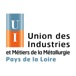 UI
Union des
Industries
et Métiers de la Métallurgie
Pays de la Loire